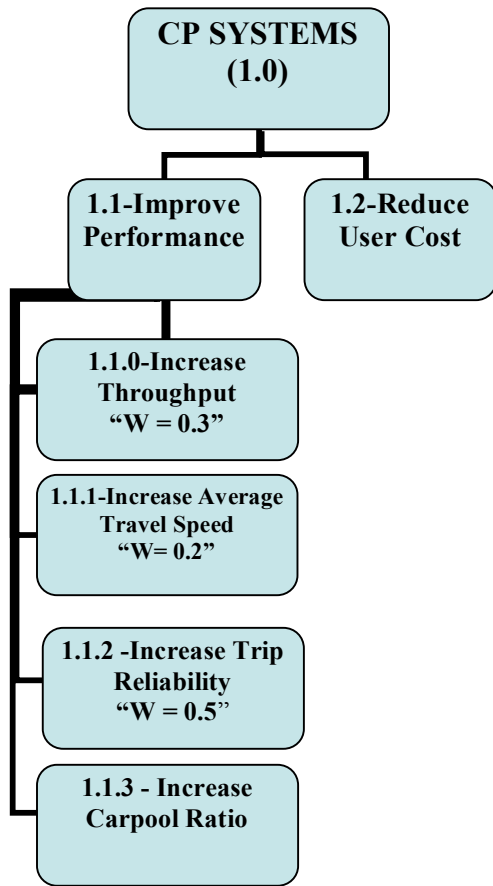 CP SYSTEMS
(1.0)
1.1-Improve
Performance
1.2-Reduce
User Cost
1.1.0-Increase
Throughput
“W = 0.3”
1.1.1-Increase Average
Travel Speed
“W= 0.2”
1.1.2 -Increase Trip
Reliability
“W = 0.5”
1.1.3 - Increase
Carpool Ratio